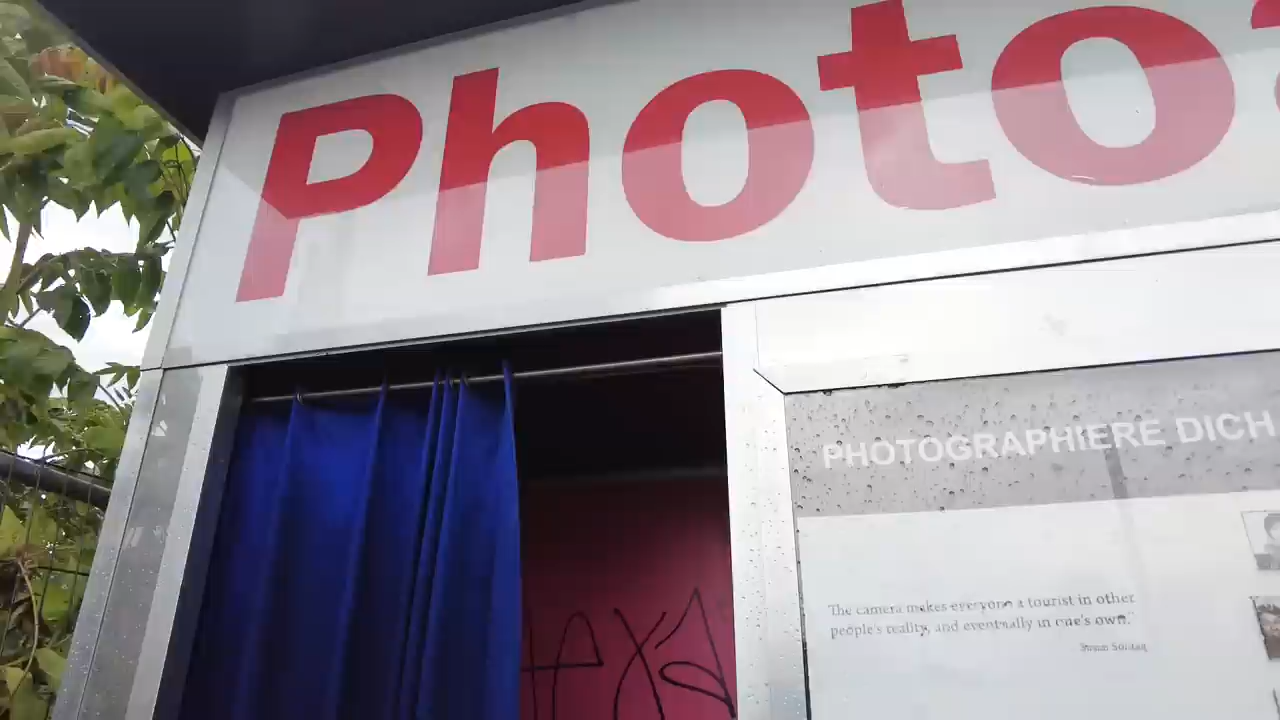 Photo
PHOTOGRAPHIERE DICH
"The camera makes everyone a tourist in other
people's reality, and eventually in one's own."
Susan Sontag